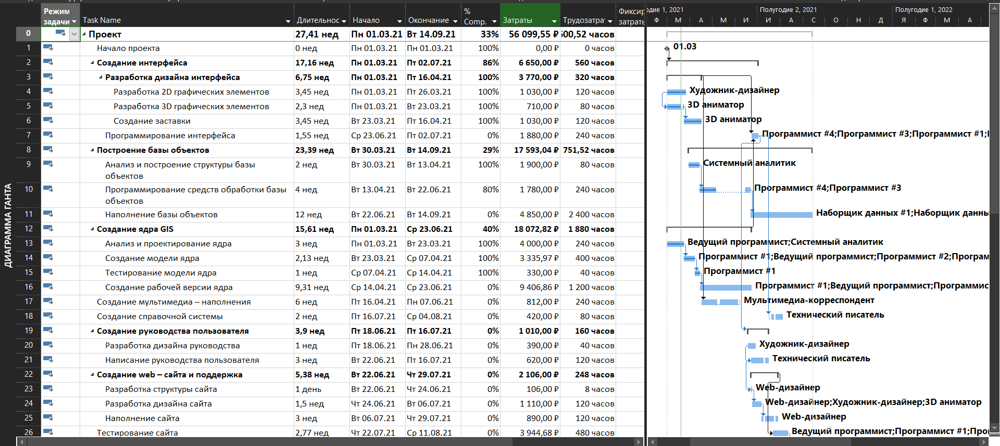 Режим задачи	Task Name	Длительнос	Начало	Окончание	% Comp.	Затраты	Трудозатрат	Фиксир затрать
0	Проект	27,41 нед	Пн 01.03.21	Вт 14.09.21	33%	56 099,55 ₽	00,52 часов
1	Начало проекта	0 нед	Пн 01.03.21	Пн 01.03.21	100%	0,00 ₽	0 часов
2	Создание интерфейса	17,16 нед	Пн 01.03.21	Пт 02.07.21	86%	6 650,00 ₽	560 часов
3	Разработка дизайна интерфейса	6,75 нед	Пн 01.03.21	Пт 16.04.21	100%	3 770,00 ₽	320 часов
4	Разработка 2D графических элементов	3,45 нед	Пн 01.03.21	Пт 26.03.21	100%	1 030,00 ₽	120 часов
5	Разработка 3D графических элементов	2,3 нед	Пн 01.03.21	Вт 23.03.21	100%	710,00 ₽	80 часов
6	Создание заставки	3,45 нед	Вт 23.03.21	Пт 16.04.21	100%	1 030,00 ₽	120 часов
7	Программирование интерфейса	1,55 нед	Ср 23.06.21	Пт 02.07.21	0%	1 880,00 ₽	240 часов
8	Построение базы объектов	23,39 нед	Вт 30.03.21	Вт 14.09.21	29%	17 593,04 ₽	751,52 часов
9	Анализ и построение структуры базы объектов	2 нед	Вт 30.03.21	Вт 13.04.21	100%	1 900,00 ₽	80 часов
10	Программирование средств обработки базы объектов	4 нед	Вт 13.04.21	Вт 22.06.21	80%	1 780,00 ₽	240 часов
11	Наполнение базы объектов	12 нед	Вт 22.06.21	Вт 14.09.21	0%	4 850,00 ₽	2 400 часов
12	Создание ядра GIS	15,61 нед	Пн 01.03.21	Ср 23.06.21	40%	18 072,82 ₽	1 880 часов
13	Анализ и проектирование ядра	3 нед	Пн 01.03.21	Вт 23.03.21	100%	4 000,00 ₽	240 часов
14	Создание модели ядра	2,13 нед	Вт 23.03.21	Ср 07.04.21	100%	3 335,97 ₽	400 часов
15	Тестирование модели ядра	1 нед	Ср 07.04.21	Ср 14.04.21	100%	330,00 ₽	40 часов
16	Создание рабочей версии ядра	9,31 нед	Ср 14.04.21	Ср 23.06.21	0%	9 406,86 ₽	1 200 часов
17	Создание мультимедиа – наполнения	6 нед	Пт 16.04.21	Пн 07.06.21	0%	812,00 ₽	240 часов
18	Создание справочной системы	2 нед	Пт 16.07.21	Ср 04.08.21	0%	420,00 ₽	80 часов
19	Создание руководства пользователя	3,9 нед	Пт 18.06.21	Пт 16.07.21	0%	1 010,00 ₽	160 часов
20	Разработка дизайна руководства	1 нед	Пт 18.06.21	Пн 28.06.21	0%	390,00 ₽	40 часов
21	Написание руководства пользователя	3 нед	Вт 22.06.21	Пт 16.07.21	0%	620,00 ₽	120 часов
22	Создание web – сайта и поддержка	5,38 нед	Вт 22.06.21	Чт 29.07.21	0%	2 106,00 ₽	248 часов
23	Разработка структуры сайта	1 день	Вт 22.06.21	Чт 24.06.21	0%	106,00 ₽	8 часов
24	Разработка дизайна сайта	1,5 нед	Чт 24.06.21	Вт 06.07.21	0%	1 110,00 ₽	120 часов
25	Наполнение сайта	3 нед	Вт 06.07.21	Чт 29.07.21	0%	890,00 ₽	120 часов
26	Тестирование сайта	2,77 нед	Чт 22.07.21	Ср 11.08.21	0%	3 944,68 ₽	480 часов
ДИАГРАММА ГАНТА
одие 1, 2021	Полугодие 2, 2021	Полугодие 1, 2022
Ф М А М И И А С О Н Д Я Ф М А
01.03
Художник-дизайнер
3D аниматор
3D аниматор
Программист #4;Программист #3;Программист #1;
Системный аналитик
Программист #4;Программист #3
Наборщик данных #1;Наборщик данны
Ведущий программист;Системный аналитик
Программист #1;Ведущий программист;Программист #2;Програм
Программист #1
Программист #1;Ведущий программист;Программис
Мультимедиа-корреспондент
Технический писатель
Художник-дизайнер
Технический писатель
Web-дизайнер
Web-дизайнер;Художник-дизайнер;3D аниматор
Web-дизайнер
Ведущий программист;Программист #1;Про